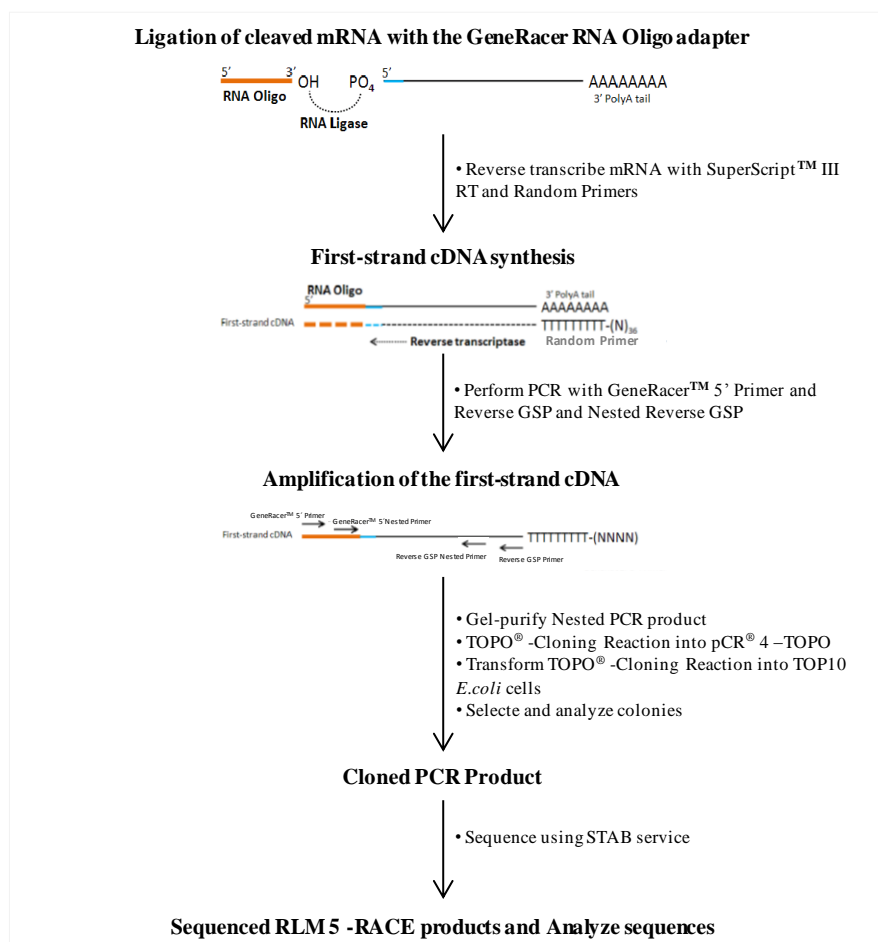 Ligation of cleaved mRNA with the GeneRacer RNA Oligo adapter
5′ 3′ OH PO4 5′ AAAAAAAA
RNA Oligo 3′ PolyA tail
RNA Ligase
• Reverse transcribe mRNA with SuperScript™ III
RT and Random Primers
First-strand cDNA synthesis
RNA Oligo 3′ PolyA tail
5′ AAAAAAAA
First-strand cDNA TTTTTTTTT-(N)36
Reverse transcriptase Random Primer
• Perform PCR with GeneRacer™ 5’ Primer and
Reverse GSP and Nested Reverse GSP
Amplification of the first-strand cDNA
GeneRacer™ 5′ Primer
GeneRacer™ 5′Nested Primer
First-strand cDNA TTTTTTTTT-(NNNN)
Reverse GSP Nested Primer Reverse GSP Primer
• Gel-purify Nested PCR product
• TOPO® -Cloning Reaction into pCR® 4 –TOPO
• Transform TOPO® -Cloning Reaction into TOP10
E.coli cells
• Selecte and analyze colonies
Cloned PCR Product
• Sequence using STAB service
Sequenced RLM 5 -RACE products and Analyze sequences